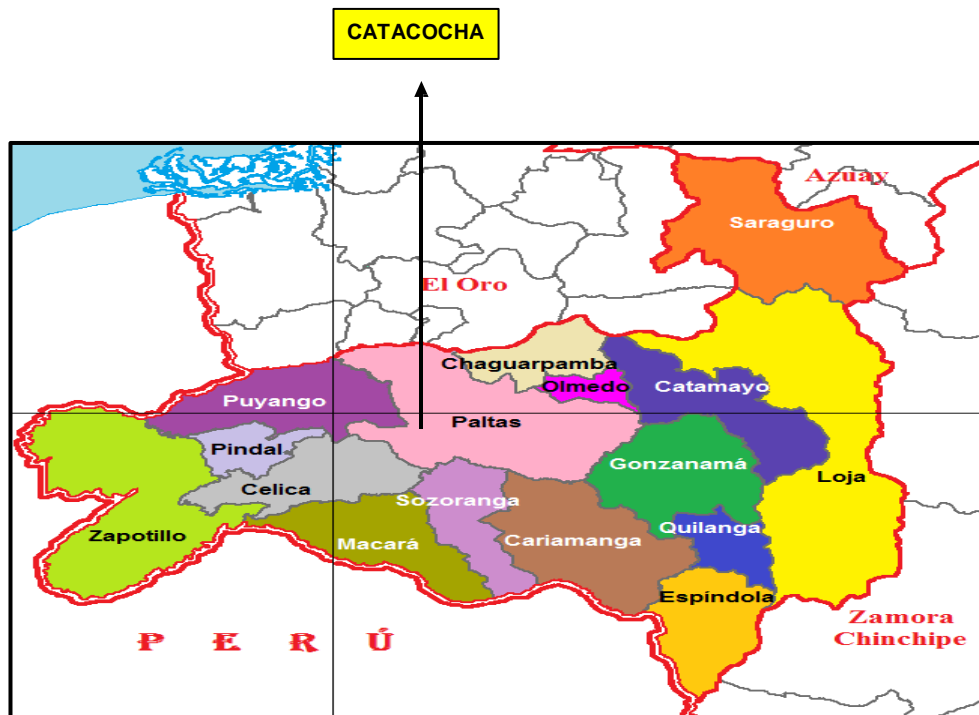 CATACOCHA
Azuay
Saraguro
El Oro
Chaguarpamba
Olmedo
Catamayo
Puyango
Paltas
Pindal
Gonzanamá
Loja
Celica
Sozoranga
Zapotillo
Macará
Cariamanga
Quilanga
Espíndola
Zamora
Chinchipe
PERÚ